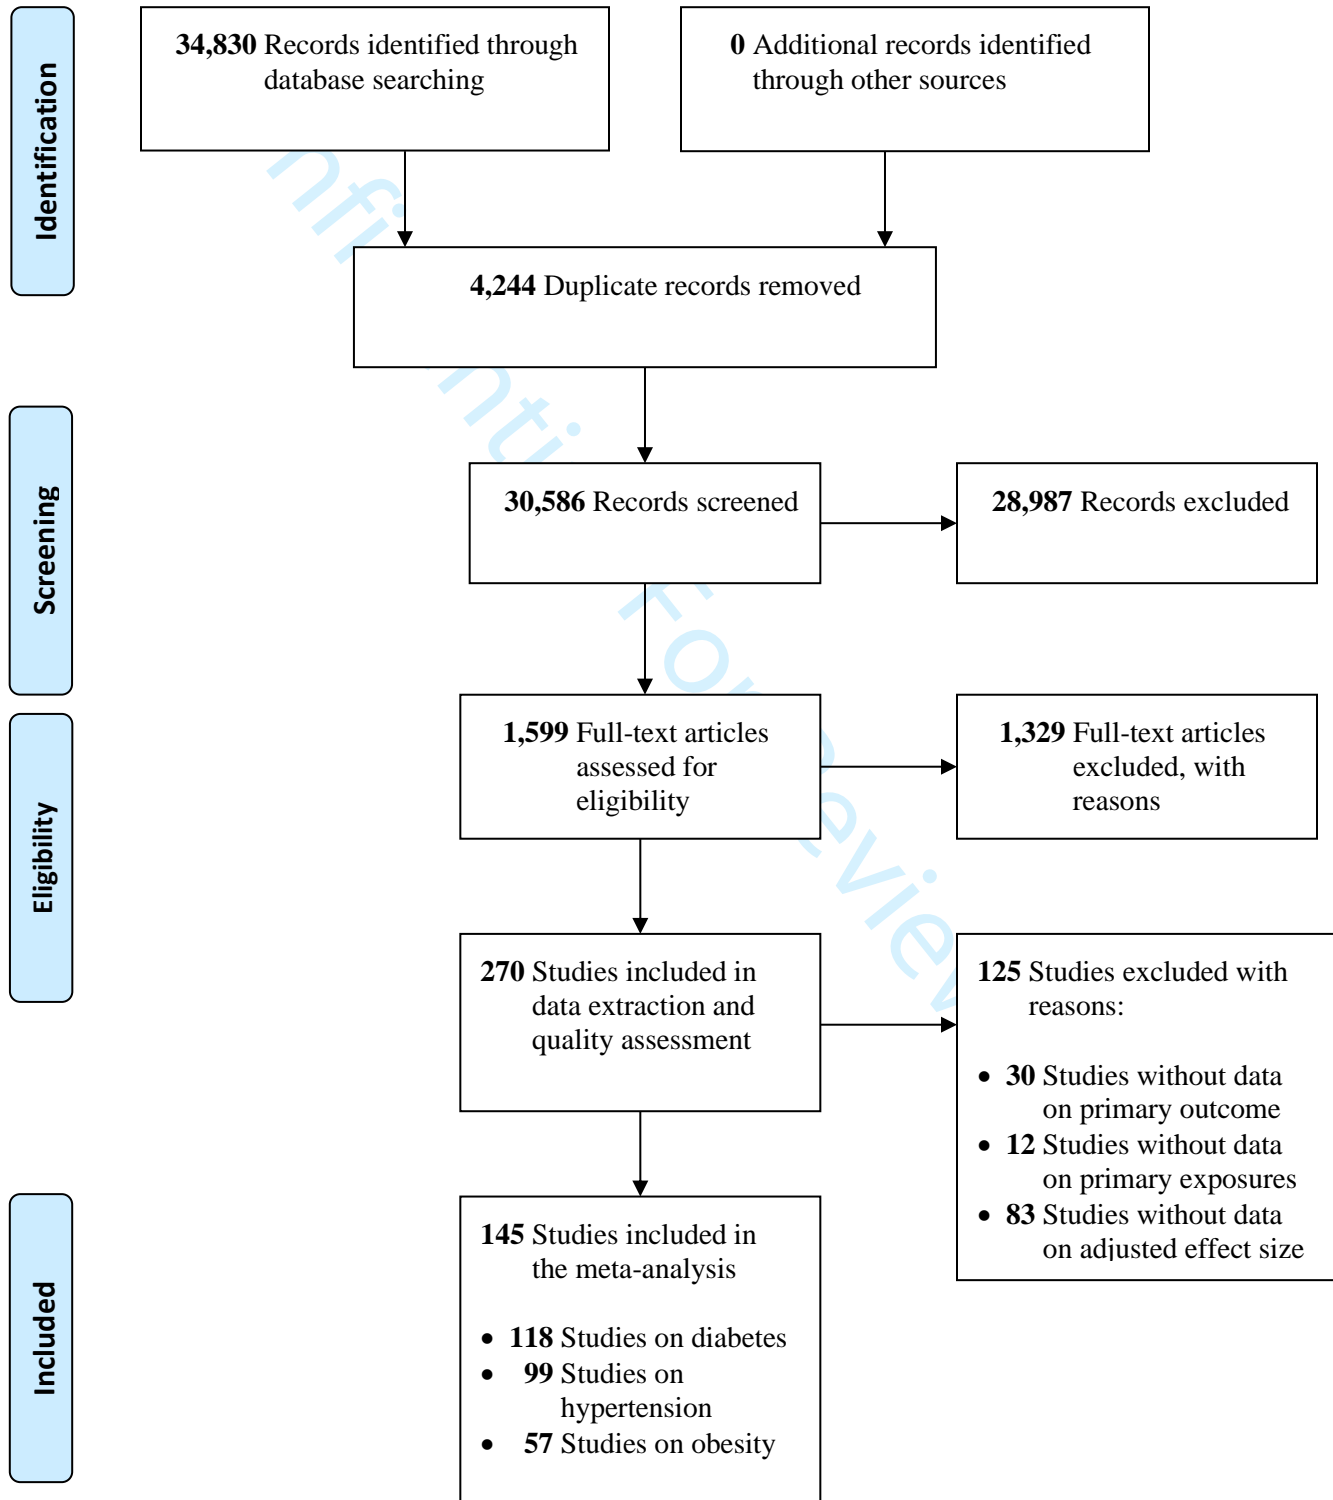 Identification
34,830 Records identified through
database searching
0 Additional records identified
through other sources
4,244 Duplicate records removed
Screening
30,586 Records screened
28,987 Records excluded
Eligibility
1,599 Full-text articles
assessed for
eligibility
1,329 Full-text articles
excluded, with
reasons
270 Studies included in
data extraction and
quality assessment
125 Studies excluded with
reasons:
• 30 Studies without data
on primary outcome
• 12 Studies without data
on primary exposures
• 83 Studies without data
on adjusted effect size
Included
145 Studies included in
the meta-analysis
• 118 Studies on diabetes
• 99 Studies on
hypertension
• 57 Studies on obesity